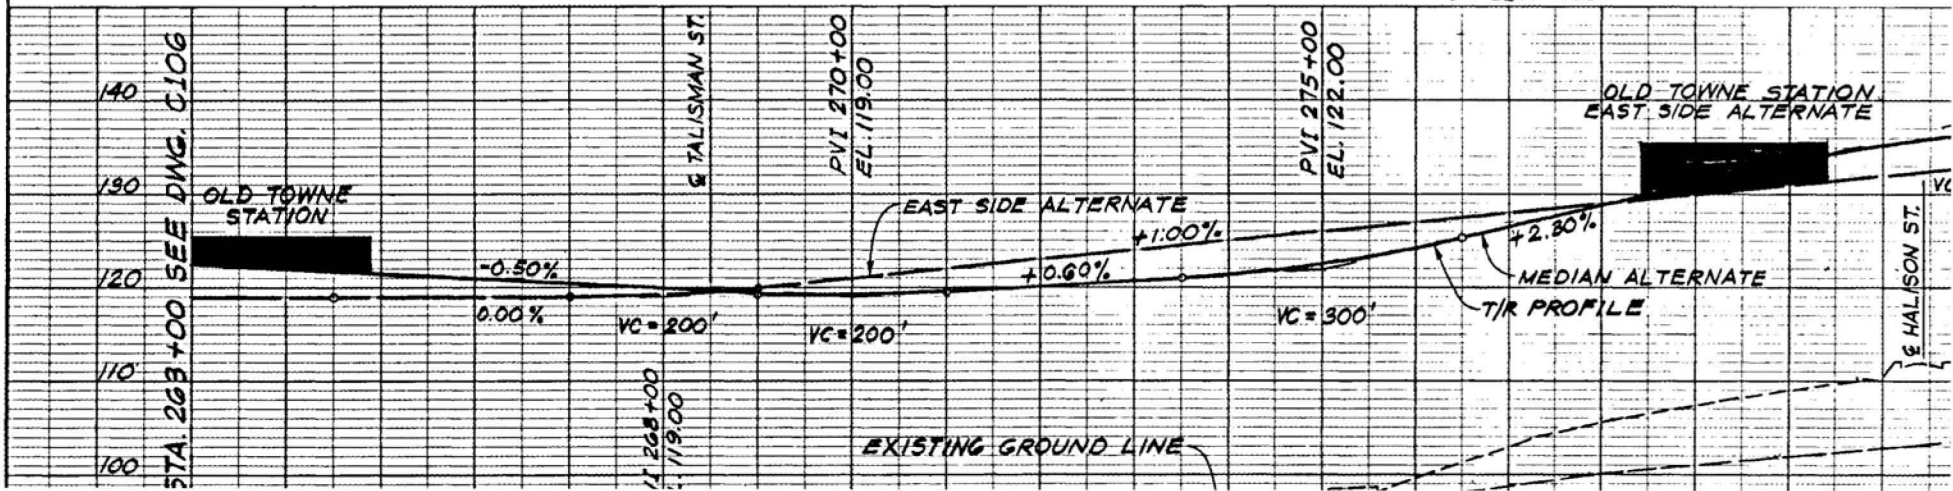 140
130
120
110
100
STA. 263+00 SEE DWG. C106
OLD TOWNE
STATION
-0.50%
0.00%
VC = 200'
268+00
119.00
℄ TALISMAN ST.
PVI 270+00
EL. 119.00
VC = 200'
EAST SIDE ALTERNATE
+1.00%
+0.60%
EXISTING GROUND LINE
PVI 275+00
EL. 122.00
VC = 300'
OLD TOWNE STATION
EAST SIDE ALTERNATE
+2.30%
MEDIAN ALTERNATE
T/R PROFILE
℄ HALISON ST.
VC